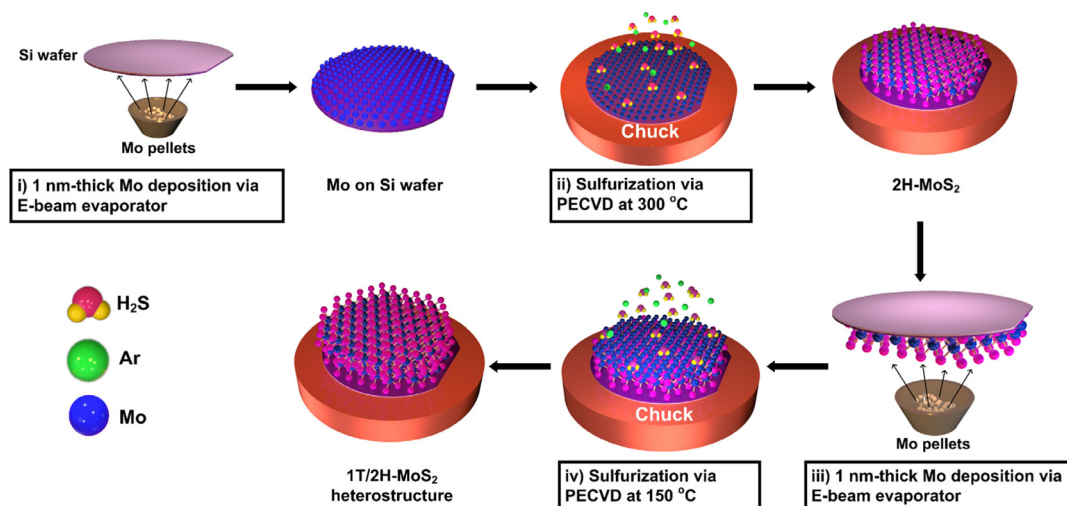 Si wafer
Mo pellets
i) 1 nm-thick Mo deposition via
E-beam evaporator
Mo on Si wafer
Chuck
ii) Sulfurization via
PECVD at 300 °C
2H-MoS₂
H₂S
Ar
Mo
1T/2H-MoS₂
heterostructure
Chuck
iv) Sulfurization via
PECVD at 150 °C
Mo pellets
iii) 1 nm-thick Mo deposition via
E-beam evaporator